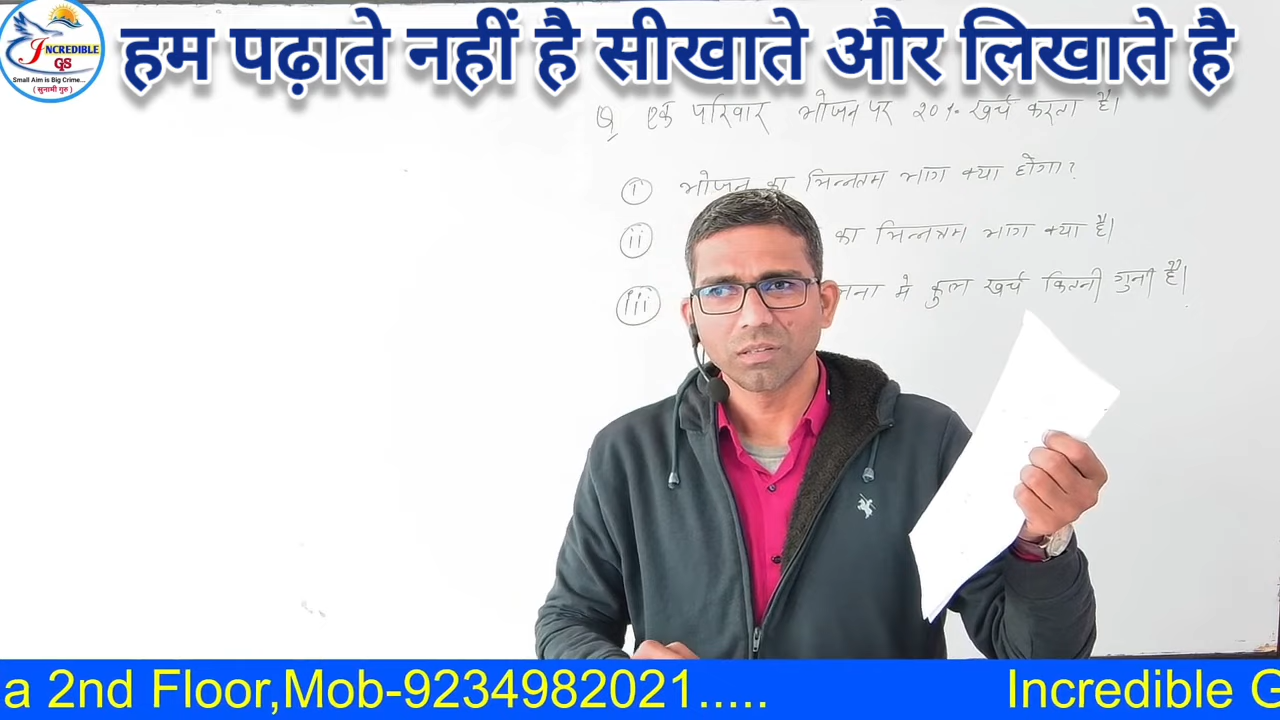 INCREDIBLE
GS
Small Aim is Big Crime...
( सुनामी गुरु )
हम पढ़ाते नहीं है सीखाते और लिखाते है
Q एक परिवार भोजन पर 20%. खर्च करता है।
(i) भोजन का भिन्नतम भाग क्या होगा?
(ii) का भिन्नतम भाग क्या है।
(iii) में कुल खर्च कितनी गुनी है।
a 2nd Floor,Mob-9234982021.....
Incredible G